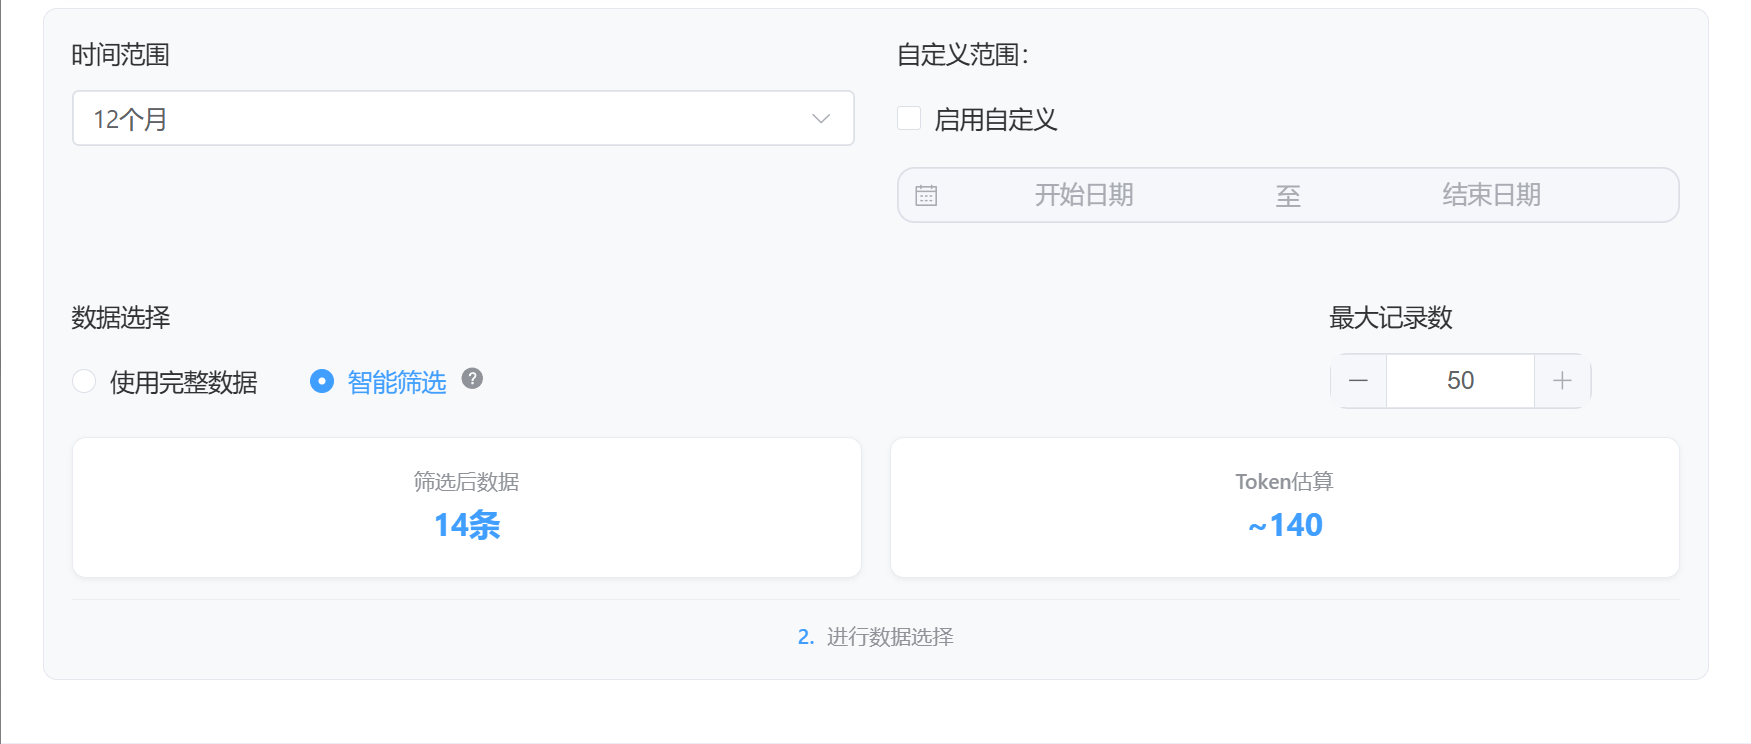 时间范围
12个月
自定义范围：
启用自定义
开始日期 至 结束日期
数据选择
使用完整数据 智能筛选 ?
最大记录数
50
筛选后数据
14条
Token估算
~140
2. 进行数据选择